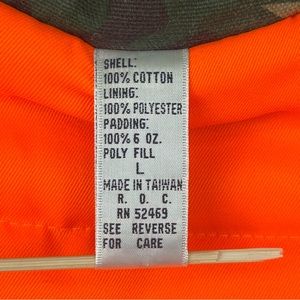 SHELL:
100% COTTON
LINING:
100% POLYESTER
PADDING:
100% 6 OZ.
POLY FILL
L
MADE IN TAIWAN
R. O. C.
RN 52469
SEE REVERSE
FOR CARE